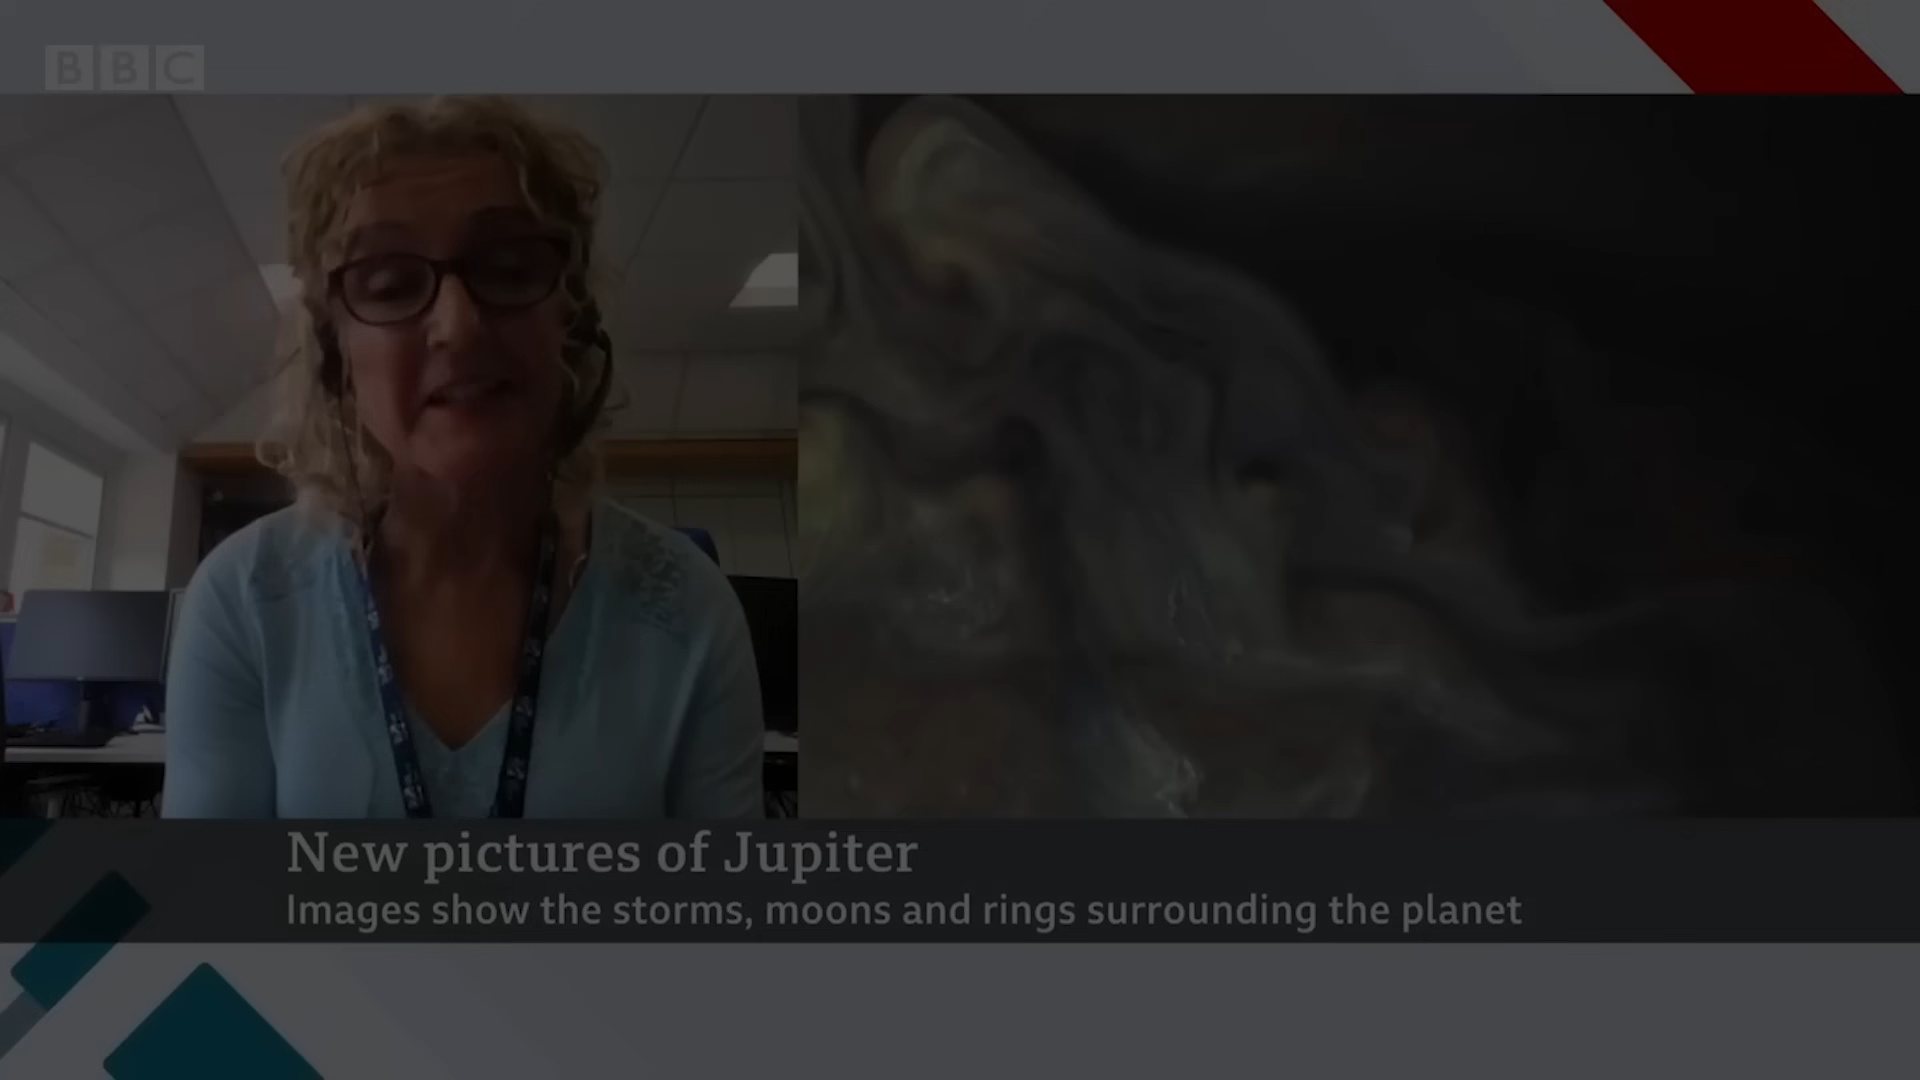 BBC
New pictures of Jupiter
Images show the storms, moons and rings surrounding the planet